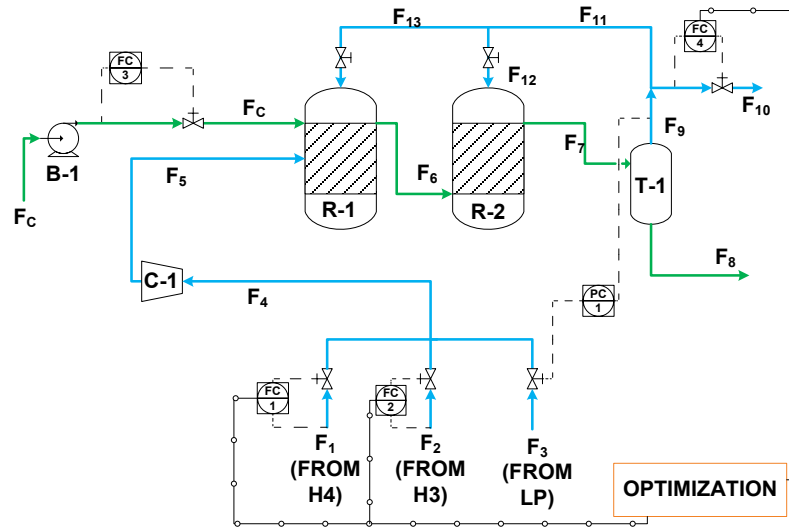 F13
F11
FC
4
FC
3
F12
F10
FC
FC
F9
F7
B-1
F5
T-1
F6
R-1
R-2
FC
F8
C-1
F4
PC
1
FC
1
FC
2
F1
(FROM
H4)
F2
(FROM
H3)
F3
(FROM
LP)
OPTIMIZATION